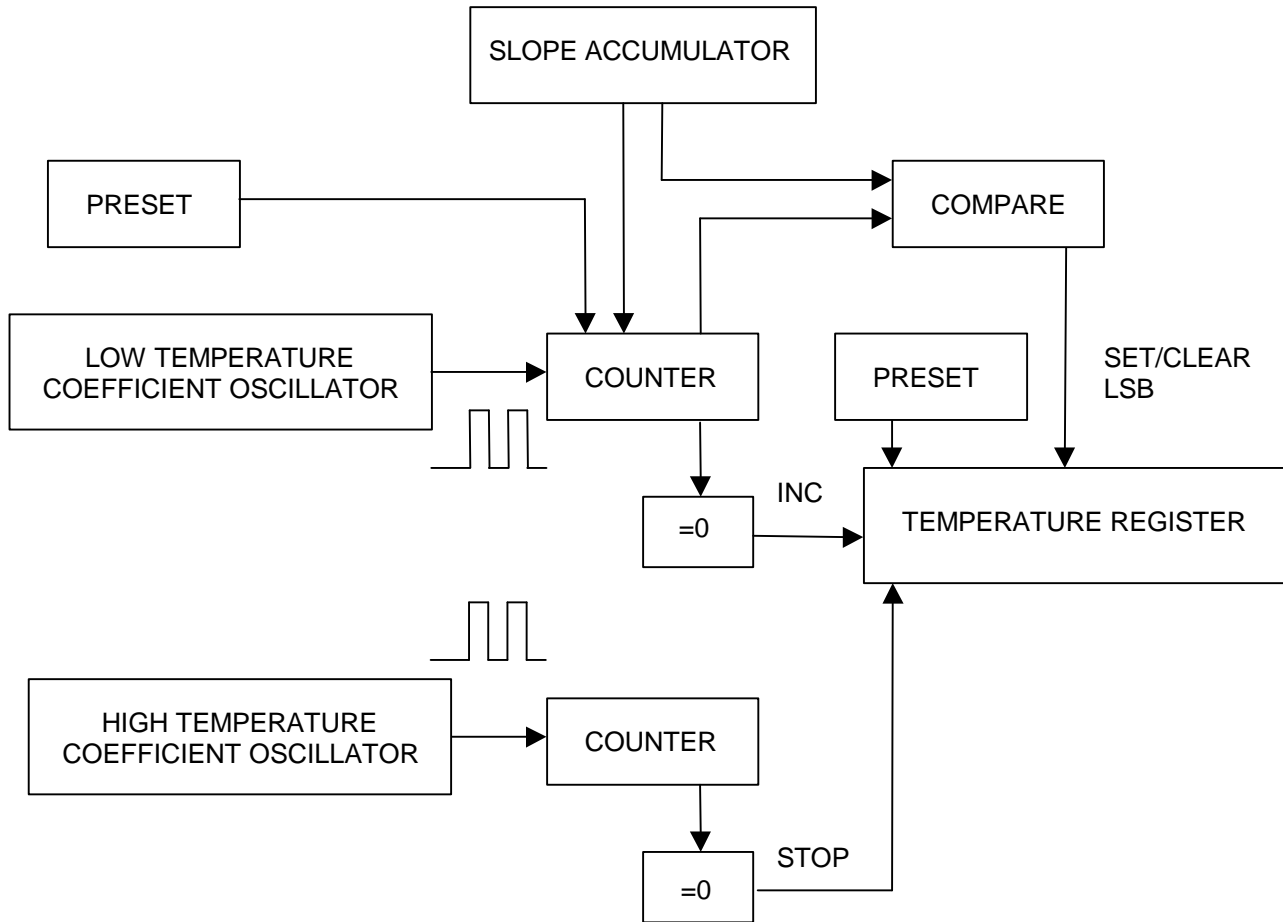 SLOPE ACCUMULATOR
PRESET
COMPARE
LOW TEMPERATURE
COEFFICIENT OSCILLATOR
COUNTER
PRESET
SET/CLEAR
LSB
=0
INC
TEMPERATURE REGISTER
HIGH TEMPERATURE
COEFFICIENT OSCILLATOR
COUNTER
=0
STOP